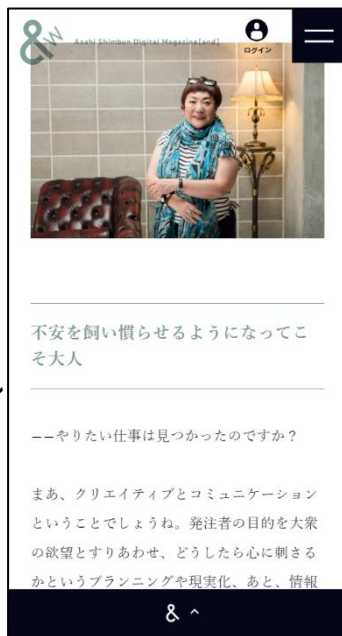 &w
Asahi Shimbun Digital Magazine[and]
ログイン
不安を飼い慣らせるようになってこ
そ大人
――やりたい仕事は見つかったのですか？
まあ、クリエイティブとコミュニケーション
ということでしょうね。発注者の目的を大衆
の欲望とすりあわせ、どうしたら心に刺さる
かというプランニングや現実化、あと、情報
&